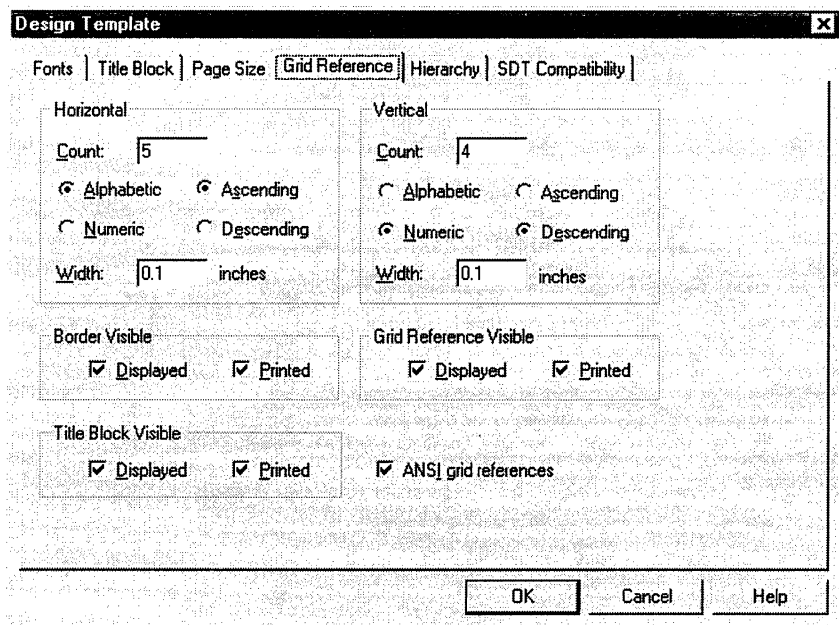 Design Template
Fonts Title Block Page Size Grid Reference Hierarchy SDT Compatibility
Horizontal
Count: 5
Alphabetic Ascending
Numeric Descending
Width: 0.1 inches
Vertical
Count: 4
Alphabetic Ascending
Numeric Descending
Width: 0.1 inches
Border Visible
Displayed Printed
Grid Reference Visible
Displayed Printed
Title Block Visible
Displayed Printed
ANSI grid references
OK Cancel Help